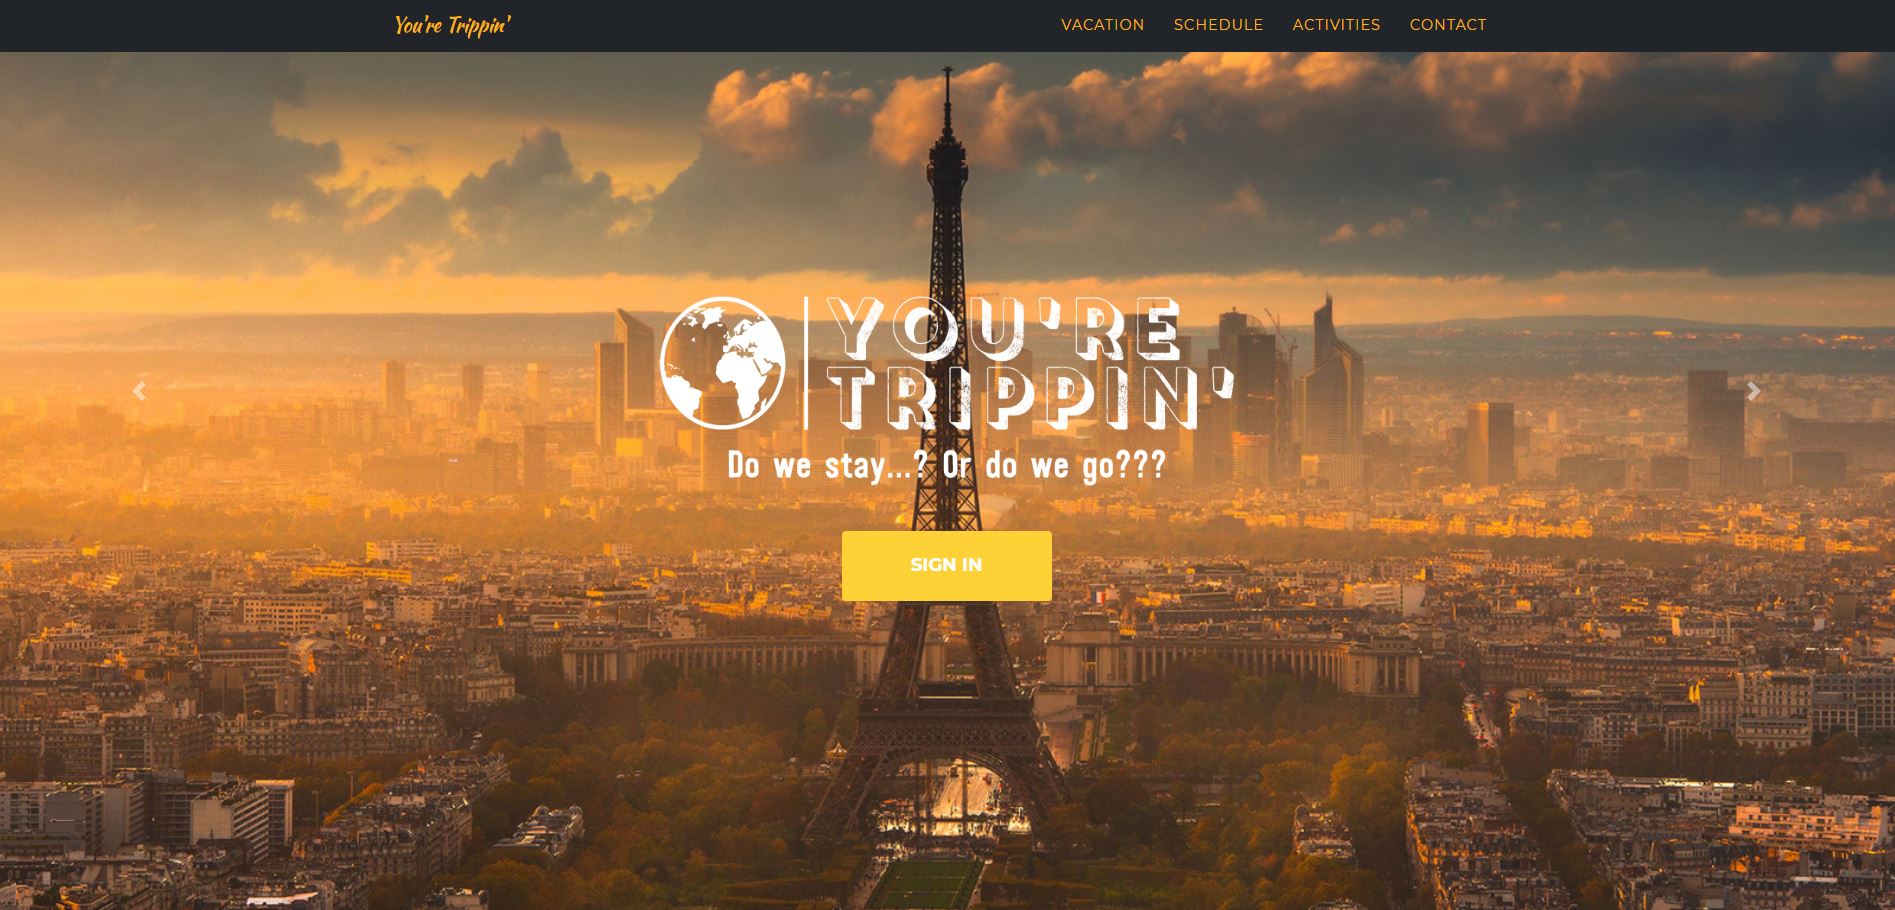 You're Trippin'
VACATION SCHEDULE ACTIVITIES CONTACT
YOU'RE
TRIPPIN'
Do we stay...? Or do we go???
SIGN IN